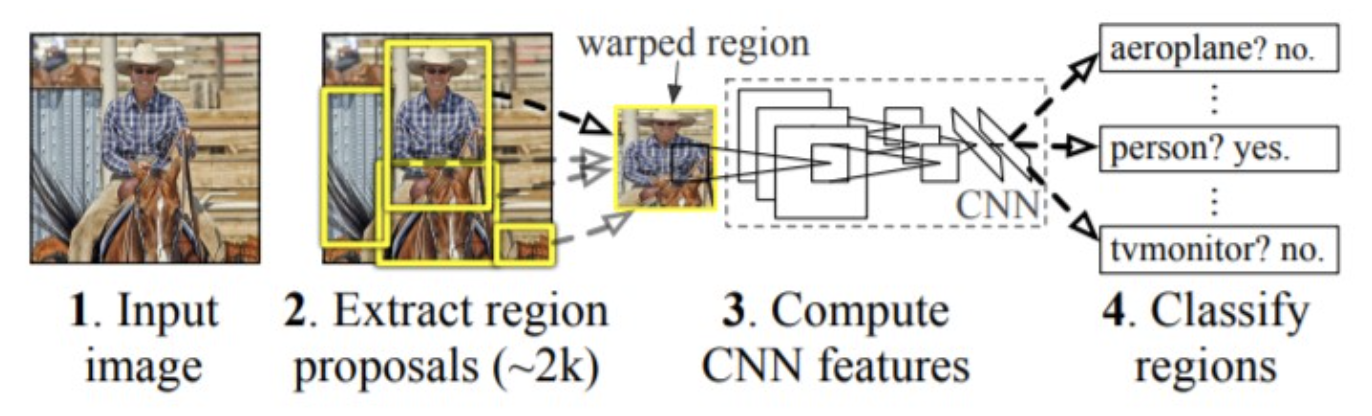 warped region
aeroplane? no.
person? yes.
CNN
tvmonitor? no.
1. Input
image
2. Extract region
proposals (~2k)
3. Compute
CNN features
4. Classify
regions